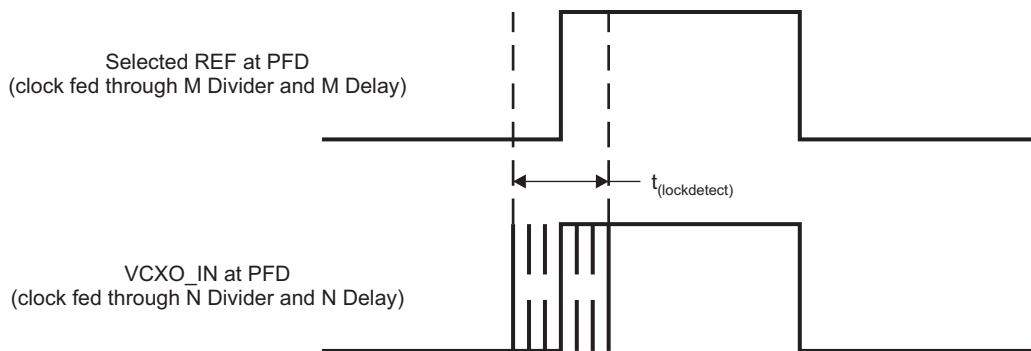 Selected REF at PFD
(clock fed through M Divider and M Delay)
t(lockdetect)
VCXO_IN at PFD
(clock fed through N Divider and N Delay)